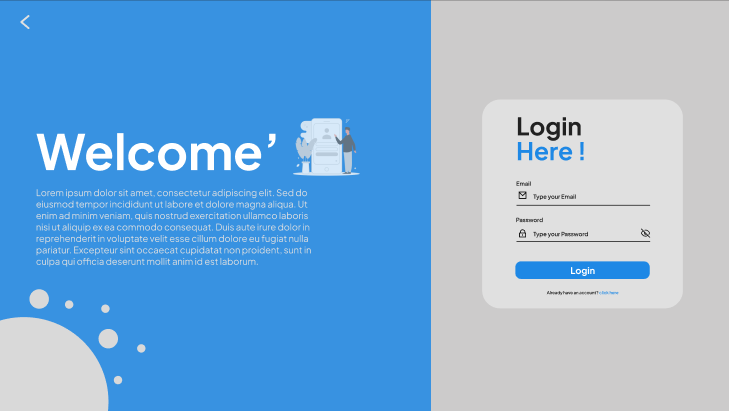 Welcome’
Lorem ipsum dolor sit amet, consectetur adipiscing elit. Sed do
eiusmod tempor incididunt ut labore et dolore magna aliqua. Ut
enim ad minim veniam, quis nostrud exercitation ullamco laboris
nisi ut aliquip ex ea commodo consequat. Duis aute irure dolor in
reprehenderit in voluptate velit esse cillum dolore eu fugiat nulla
pariatur. Excepteur sint occaecat cupidatat non proident, sunt in
culpa qui officia deserunt mollit anim id est laborum.
Login
Here !
Email
Type your Email
Password
Type your Password
Login
Already have an account? click here